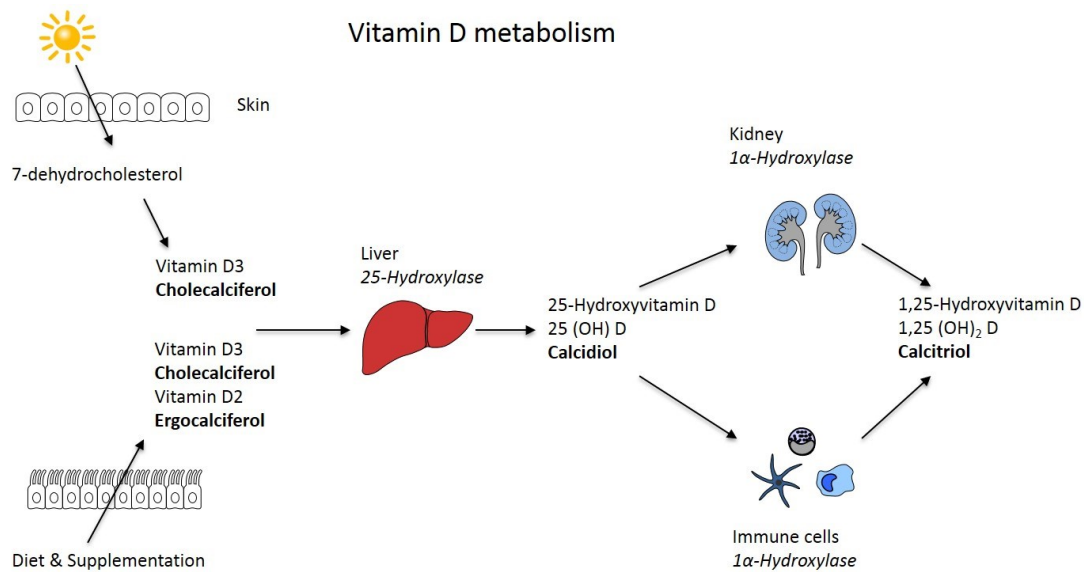 Vitamin D metabolism
Skin
7-dehydrocholesterol
Vitamin D3
Cholecalciferol
Vitamin D3
Cholecalciferol
Vitamin D2
Ergocalciferol
Diet & Supplementation
Liver
25-Hydroxylase
25-Hydroxyvitamin D
25 (OH) D
Calcidiol
Kidney
1α-Hydroxylase
Immune cells
1α-Hydroxylase
1,25-Hydroxyvitamin D
1,25 (OH)₂ D
Calcitriol